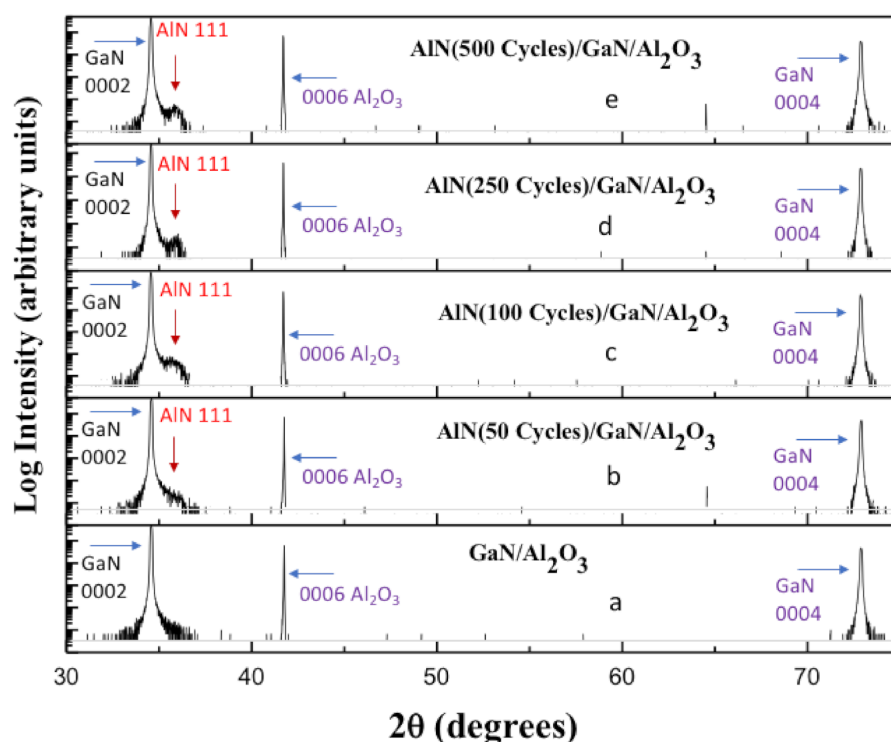 Log Intensity (arbitrary units)
AlN 111
GaN
0002
0006 Al₂O₃
AlN(500 Cycles)/GaN/Al₂O₃
e
GaN
0004
AlN 111
GaN
0002
0006 Al₂O₃
AlN(250 Cycles)/GaN/Al₂O₃
d
GaN
0004
AlN 111
GaN
0002
0006 Al₂O₃
AlN(100 Cycles)/GaN/Al₂O₃
c
GaN
0004
AlN 111
GaN
0002
0006 Al₂O₃
AlN(50 Cycles)/GaN/Al₂O₃
b
GaN
0004
GaN
0002
0006 Al₂O₃
GaN/Al₂O₃
a
GaN
0004
30 40 50 60 70
2θ (degrees)